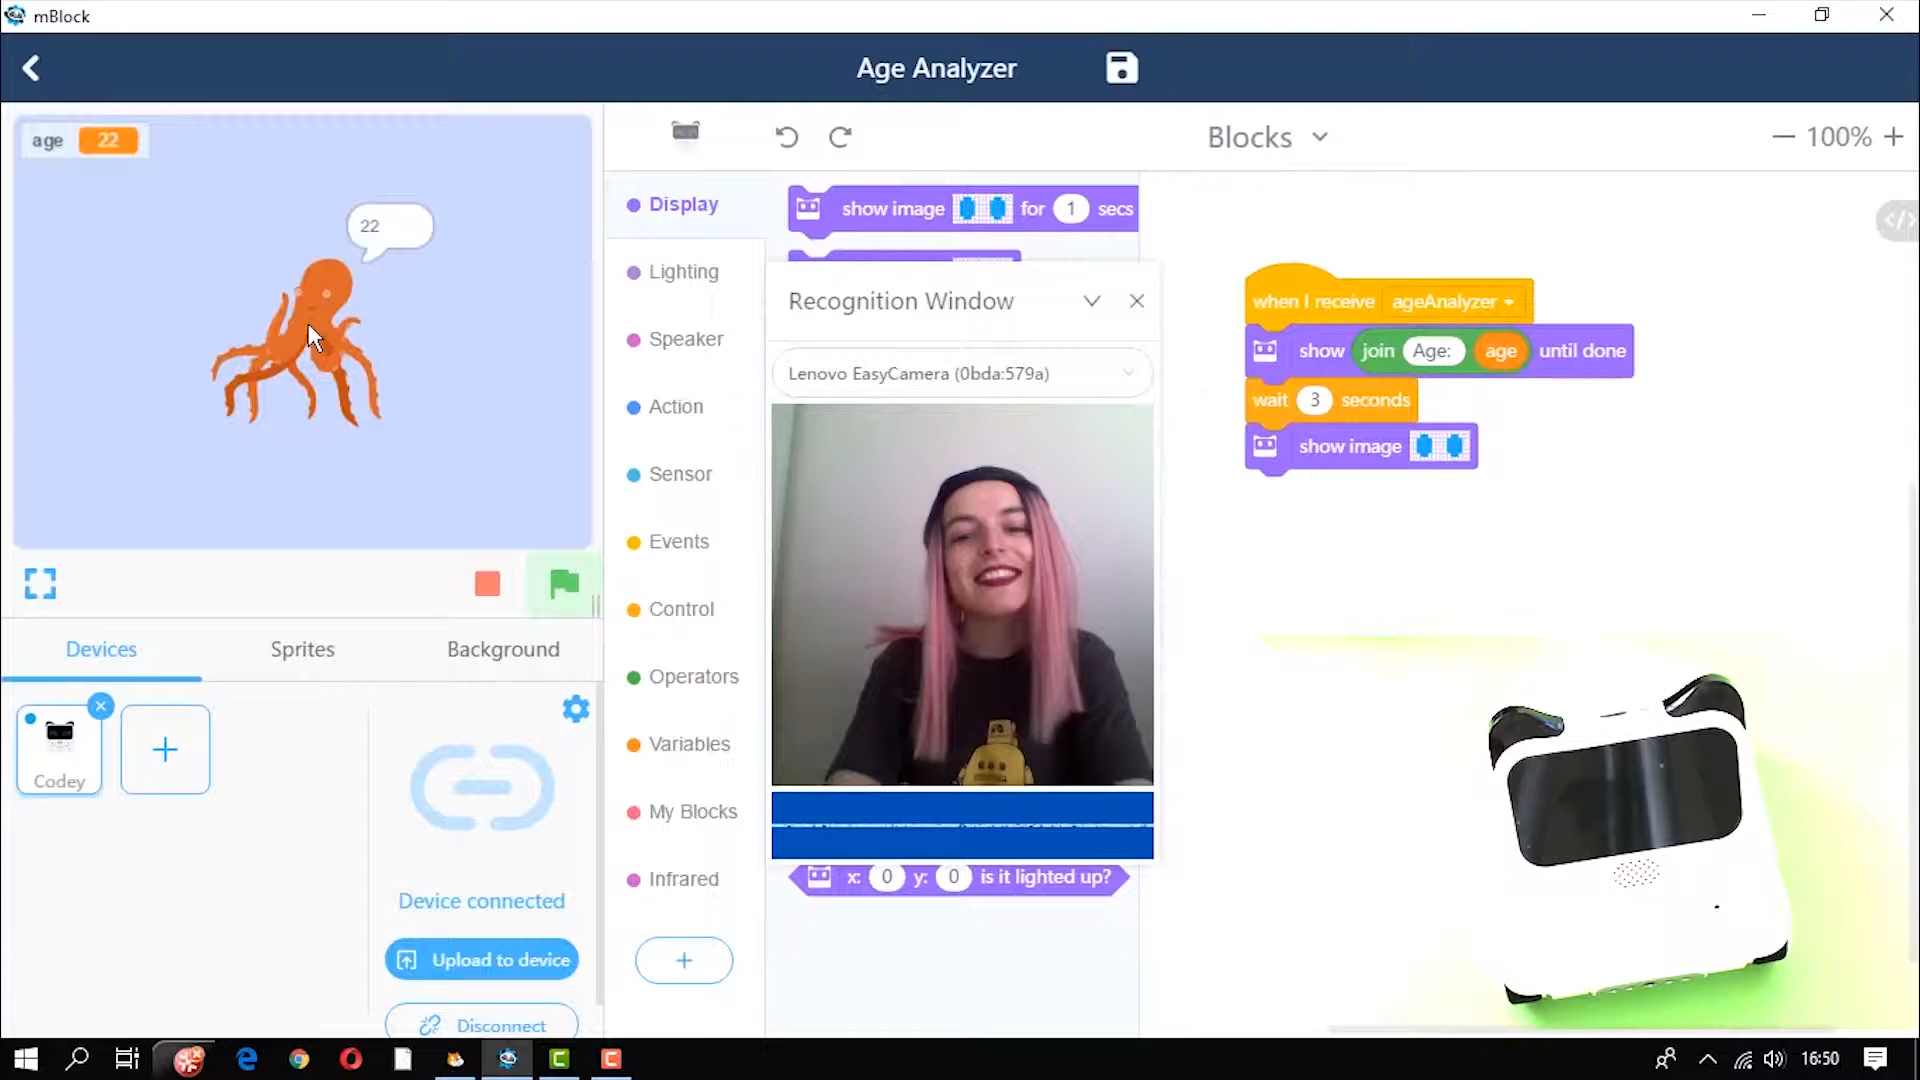 mBlock
Age Analyzer
age 22
22
Blocks
100%
Display
Lighting
Speaker
Action
Sensor
Events
Control
Operators
Variables
My Blocks
Infrared
show image for 1 secs
Recognition Window
Lenovo EasyCamera (0bda:579a)
x: 0 y: 0 is it lighted up?
when I receive ageAnalyzer
show join Age: age until done
wait 3 seconds
show image
Devices
Sprites
Background
Codey
Device connected
Upload to device
Disconnect
16:50